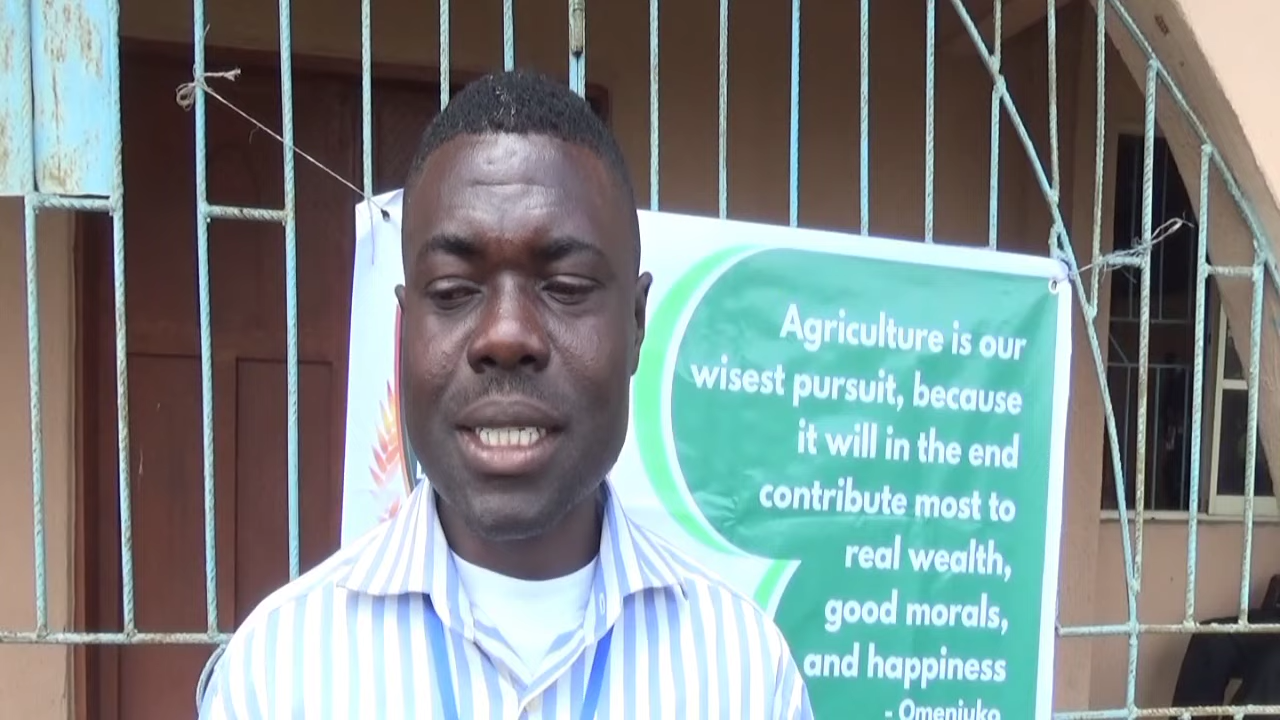 Agriculture is our
wisest pursuit, because
it will in the end
contribute most to
real wealth,
good morals,
and happiness
- Omenjuko